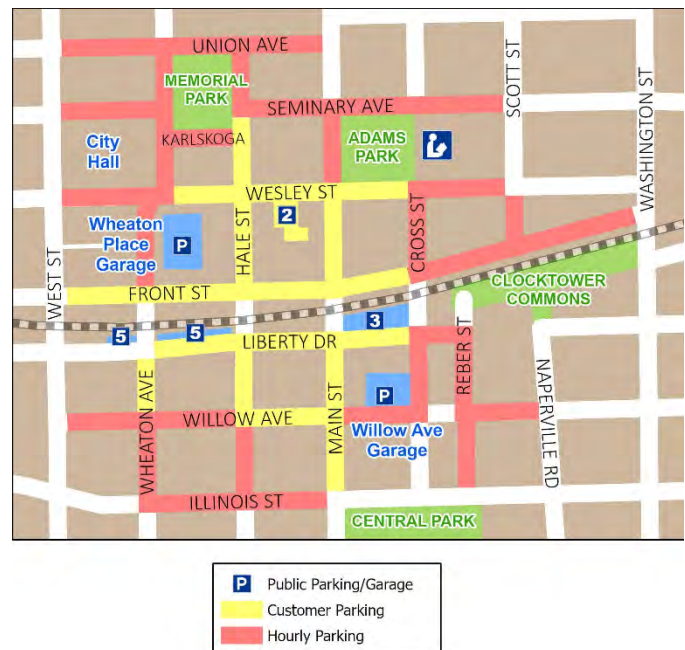 UNION AVE
MEMORIAL
PARK
SCOTT ST
WASHINGTON ST
SEMINARY AVE
City
Hall
KARLSKOGA
ADAMS
PARK
WESLEY ST
2
Wheaton
Place
Garage
P
HALE ST
CROSS ST
WEST ST
FRONT ST
CLOCKTOWER
COMMONS
5
5
3
LIBERTY DR
REBER ST
P
NAPERVILLE RD
WHEATON AVE
WILLOW AVE
MAIN ST
Willow Ave
Garage
ILLINOIS ST
CENTRAL PARK
P Public Parking/Garage
Customer Parking
Hourly Parking